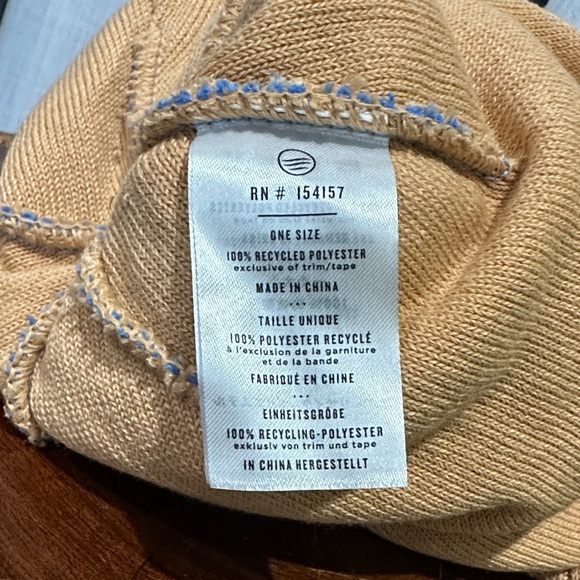 RN # 154157
ONE SIZE
100% RECYCLED POLYESTER
exclusive of trim/tape
MADE IN CHINA
...
TAILLE UNIQUE
100% POLYESTER RECYCLÉ
à l'exclusion de la garniture
et de la bande
FABRIQUÉ EN CHINE
...
EINHEITSGRÖßE
100% RECYCLING-POLYESTER
exklusiv von trim und tape
IN CHINA HERGESTELLT